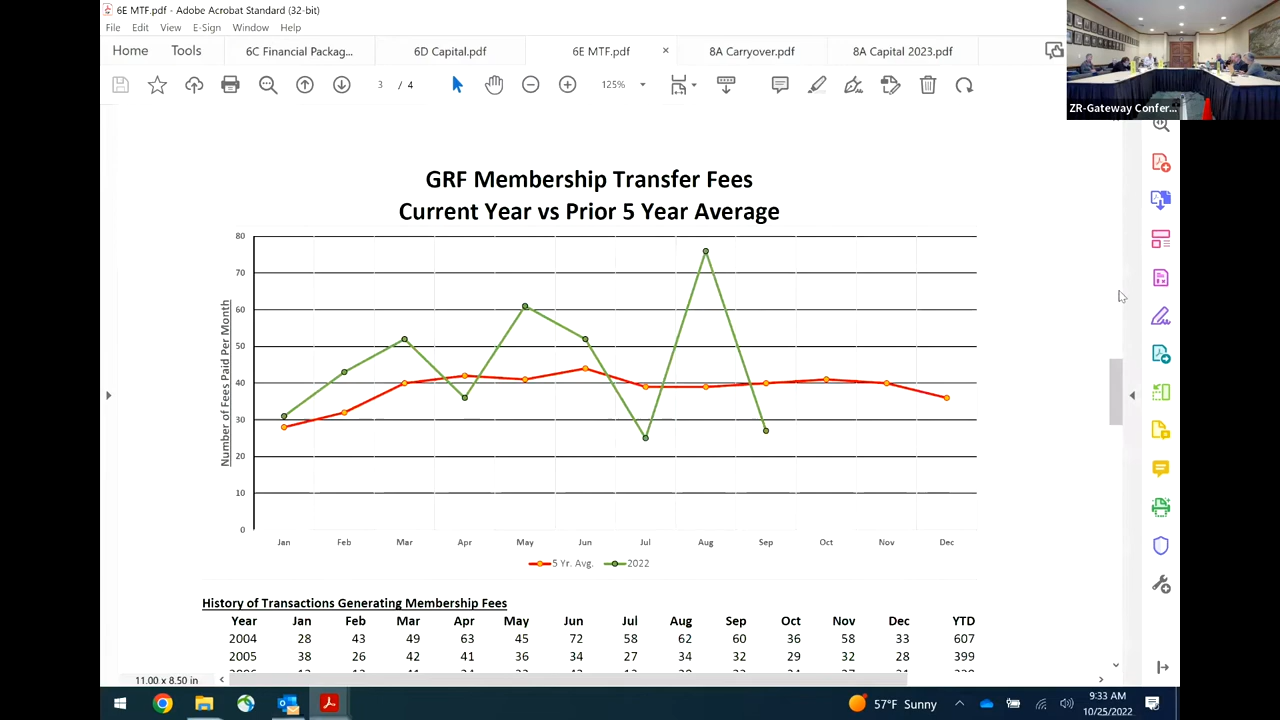 6E MTF.pdf - Adobe Acrobat Standard (32-bit)
File Edit View E-Sign Window Help
Home Tools 6C Financial Packag... 6D Capital.pdf 6E MTF.pdf × 8A Carryover.pdf 8A Capital 2023.pdf
3 / 4 125%
ZR-Gateway Confer...
GRF Membership Transfer Fees
Current Year vs Prior 5 Year Average
Number of Fees Paid Per Month
80
70
60
50
40
30
20
10
0
Jan Feb Mar Apr May Jun Jul Aug Sep Oct Nov Dec
5 Yr. Avg. 2022
History of Transactions Generating Membership Fees
Year Jan Feb Mar Apr May Jun Jul Aug Sep Oct Nov Dec YTD
2004 28 43 49 63 45 72 58 62 60 36 58 33 607
2005 38 26 42 41 36 34 27 34 32 29 32 28 399
11.00 x 8.50 in
57°F Sunny
9:33 AM
10/25/2022